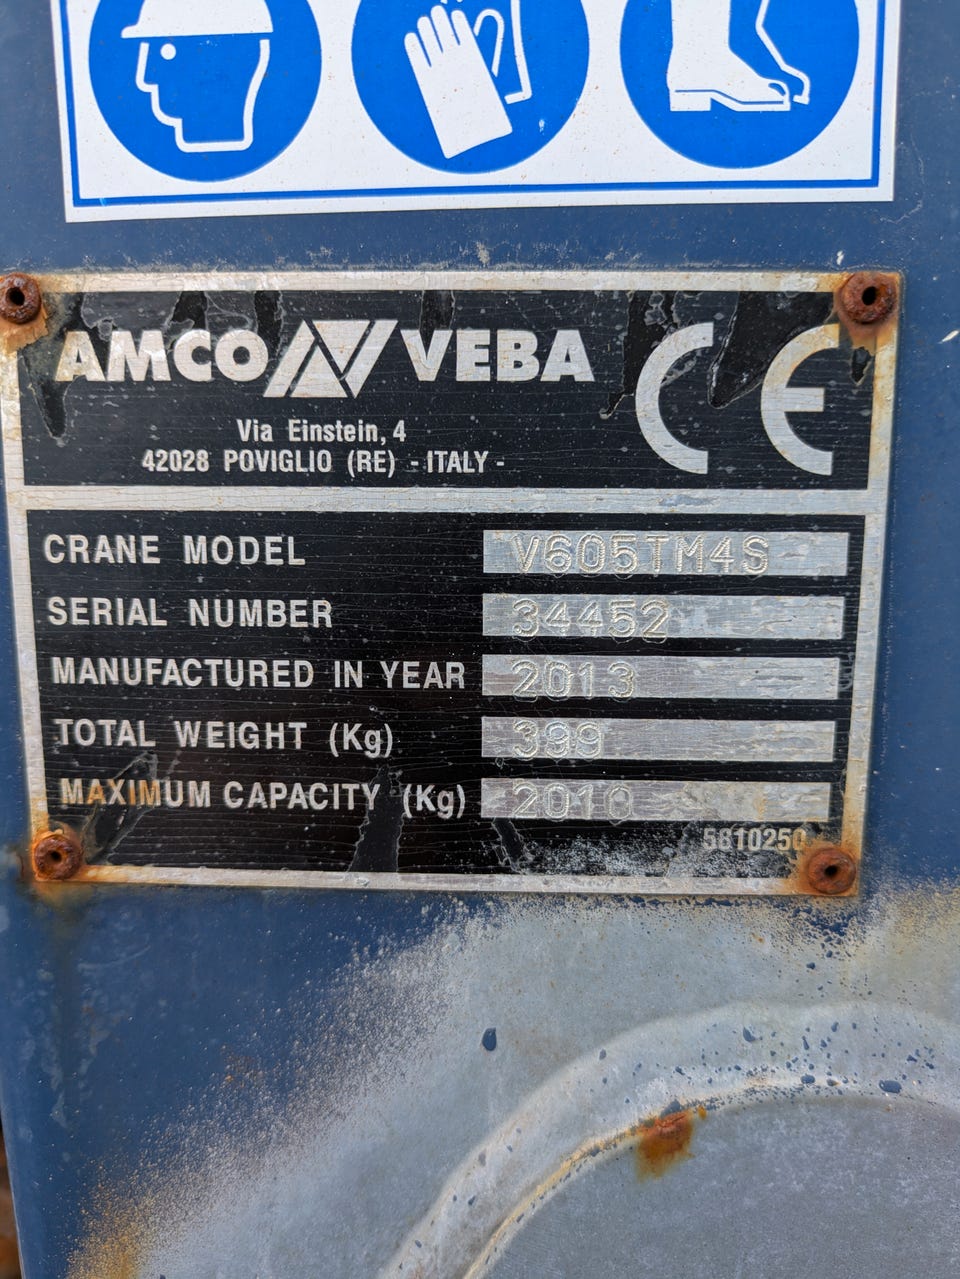 AMCO VEBA CE
Via Einstein, 4
42028 POVIGLIO (RE) - ITALY -
CRANE MODEL V605TM4S
SERIAL NUMBER 34452
MANUFACTURED IN YEAR 2013
TOTAL WEIGHT (Kg) 399
MAXIMUM CAPACITY (Kg) 2010
5810250